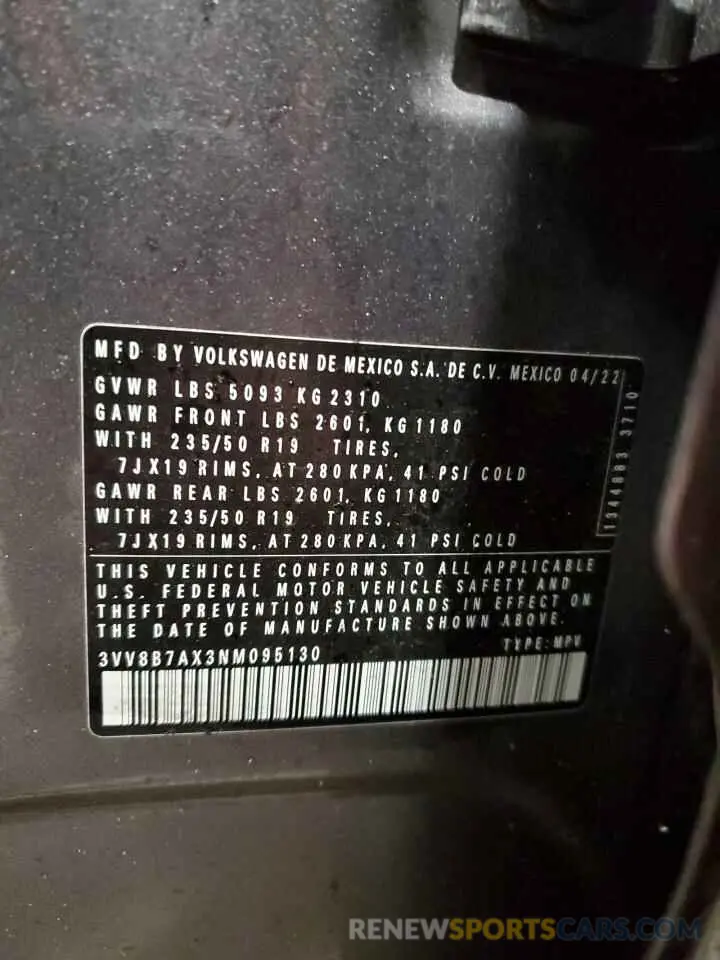 MFD BY VOLKSWAGEN DE MEXICO S.A. DE C.V. MEXICO 04/22
GVWR LBS 5093 KG 2310
GAWR FRONT LBS 2601, KG 1180
WITH 235/50 R19 TIRES,
7JX19 RIMS, AT 280 KPA, 41 PSI COLD
GAWR REAR LBS 2601, KG 1180
WITH 235/50 R19 TIRES,
7JX19 RIMS, AT 280 KPA, 41 PSI COLD
1344883 3710
THIS VEHICLE CONFORMS TO ALL APPLICABLE
U.S. FEDERAL MOTOR VEHICLE SAFETY AND
THEFT PREVENTION STANDARDS IN EFFECT ON
THE DATE OF MANUFACTURE SHOWN ABOVE.
3VV8B7AX3NM095130 TYPE: MPV
RENEWSPORTSCARS.COM